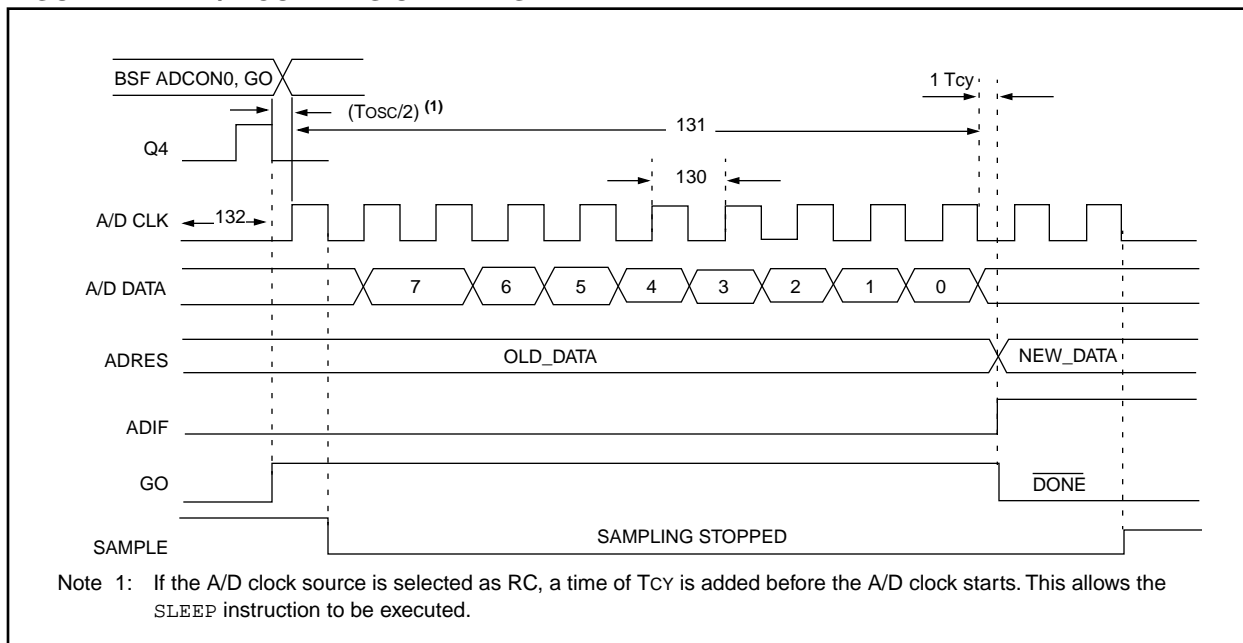 BSF ADCON0, GO
1 Tcy
(TOSC/2) (1)
131
Q4
130
A/D CLK
132
A/D DATA
7 6 5 4 3 2 1 0
ADRES
OLD_DATA
NEW_DATA
ADIF
GO
DONE
SAMPLE
SAMPLING STOPPED
Note 1: If the A/D clock source is selected as RC, a time of TCY is added before the A/D clock starts. This allows the
SLEEP instruction to be executed.